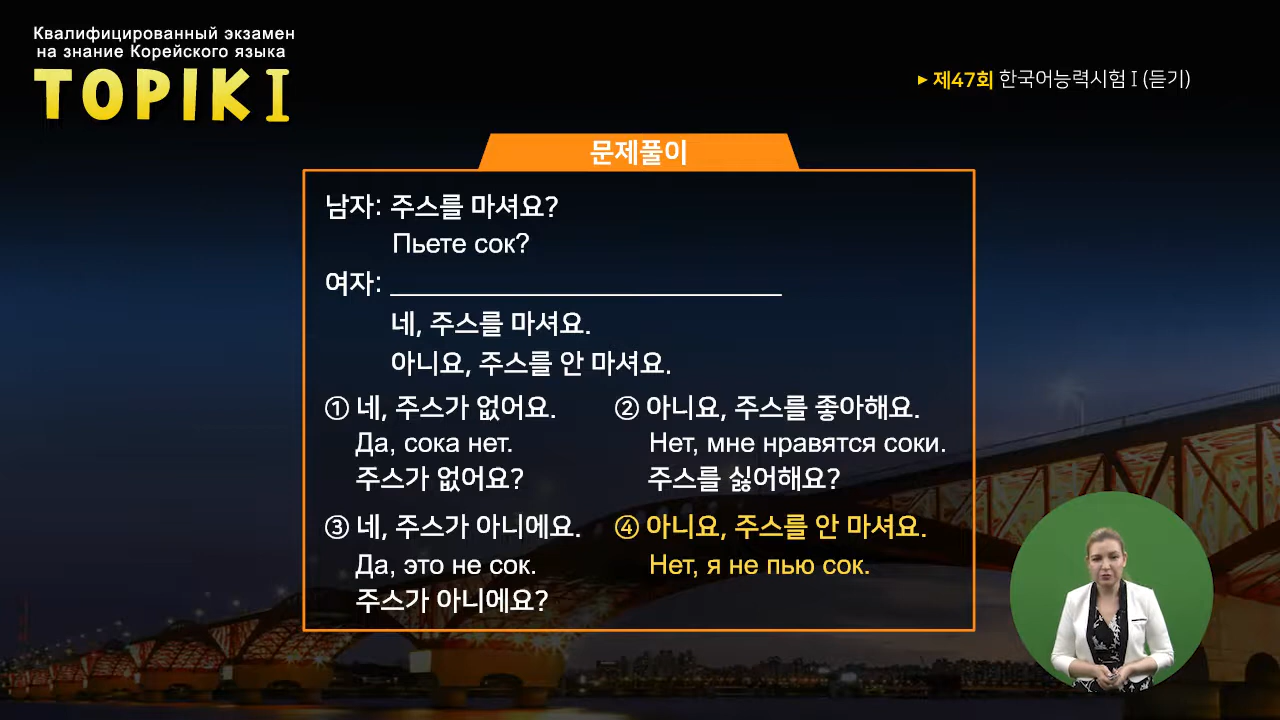 Квалифицированный экзамен
на знание Корейского языка
TOPIK I
▸ 제47회 한국어능력시험 I (듣기)
문제풀이
남자: 주스를 마셔요?
Пьете сок?
여자: ______________________________
네, 주스를 마셔요.
아니요, 주스를 안 마셔요.
① 네, 주스가 없어요. ② 아니요, 주스를 좋아해요.
Да, сока нет. Нет, мне нравятся соки.
주스가 없어요? 주스를 싫어해요?
③ 네, 주스가 아니에요. ④ 아니요, 주스를 안 마셔요.
Да, это не сок. Нет, я не пью сок.
주스가 아니에요?